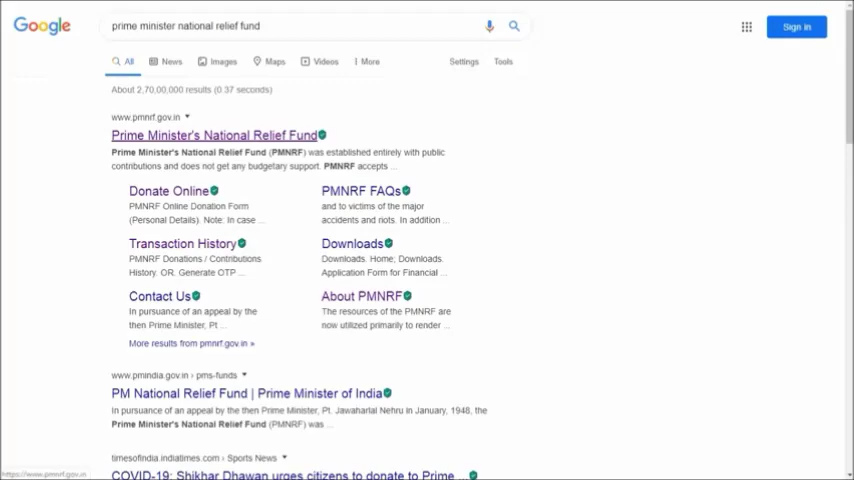 Google
prime minister national relief fund
Sign in
All News Images Maps Videos More Settings Tools
About 2,70,00,000 results (0.37 seconds)
www.pmnrf.gov.in
Prime Minister's National Relief Fund
Prime Minister's National Relief Fund (PMNRF) was established entirely with public
contributions and does not get any budgetary support. PMNRF accepts ...
Donate Online
PMNRF Online Donation Form
(Personal Details). Note: In case ...
PMNRF FAQs
and to victims of the major
accidents and riots. In addition ...
Transaction History
PMNRF Donations / Contributions
History. OR. Generate OTP ...
Downloads
Downloads. Home; Downloads.
Application Form for Financial ...
Contact Us
In pursuance of an appeal by the
then Prime Minister, Pt ...
About PMNRF
The resources of the PMNRF are
now utilized primarily to render ...
More results from pmnrf.gov.in »
www.pmindia.gov.in › pms-funds
PM National Relief Fund | Prime Minister of India
In pursuance of an appeal by the then Prime Minister, Pt. Jawaharlal Nehru in January, 1948, the
Prime Minister's National Relief Fund (PMNRF) was ...
timesofindia.indiatimes.com › Sports News
COVID-19: Shikhar Dhawan urges citizens to donate to Prime ...
https://www.pmnrf.gov.in